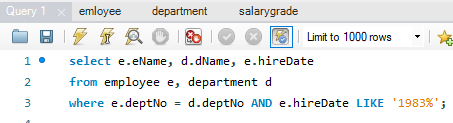 Query 1 emloyee department salarygrade
Limit to 1000 rows
1 select e.eName, d.dName, e.hireDate
2 from employee e, department d
3 where e.deptNo = d.deptNo AND e.hireDate LIKE '1983%';
4